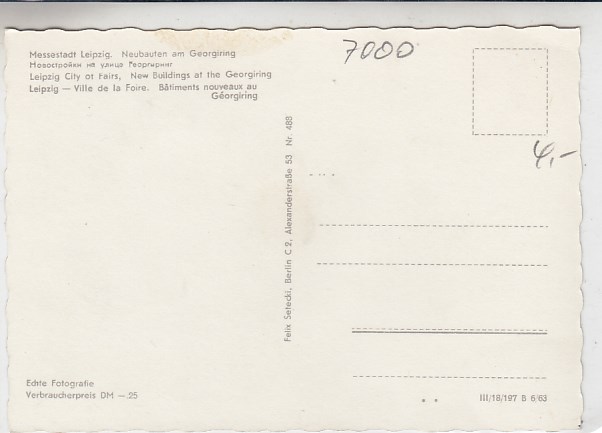 Messestadt Leipzig. Neubauten am Georgiring
Новостройки на улице Георгиринг
Leipzig City of Fairs, New Buildings at the Georgiring
Leipzig — Ville de la Foire. Bâtiments nouveaux au
Géorgiring
7000
4,-
Felix Setecki, Berlin C 2, Alexanderstraße 53 Nr. 488
Echte Fotografie
Verbraucherpreis DM —.25
III/18/197 B 6/63